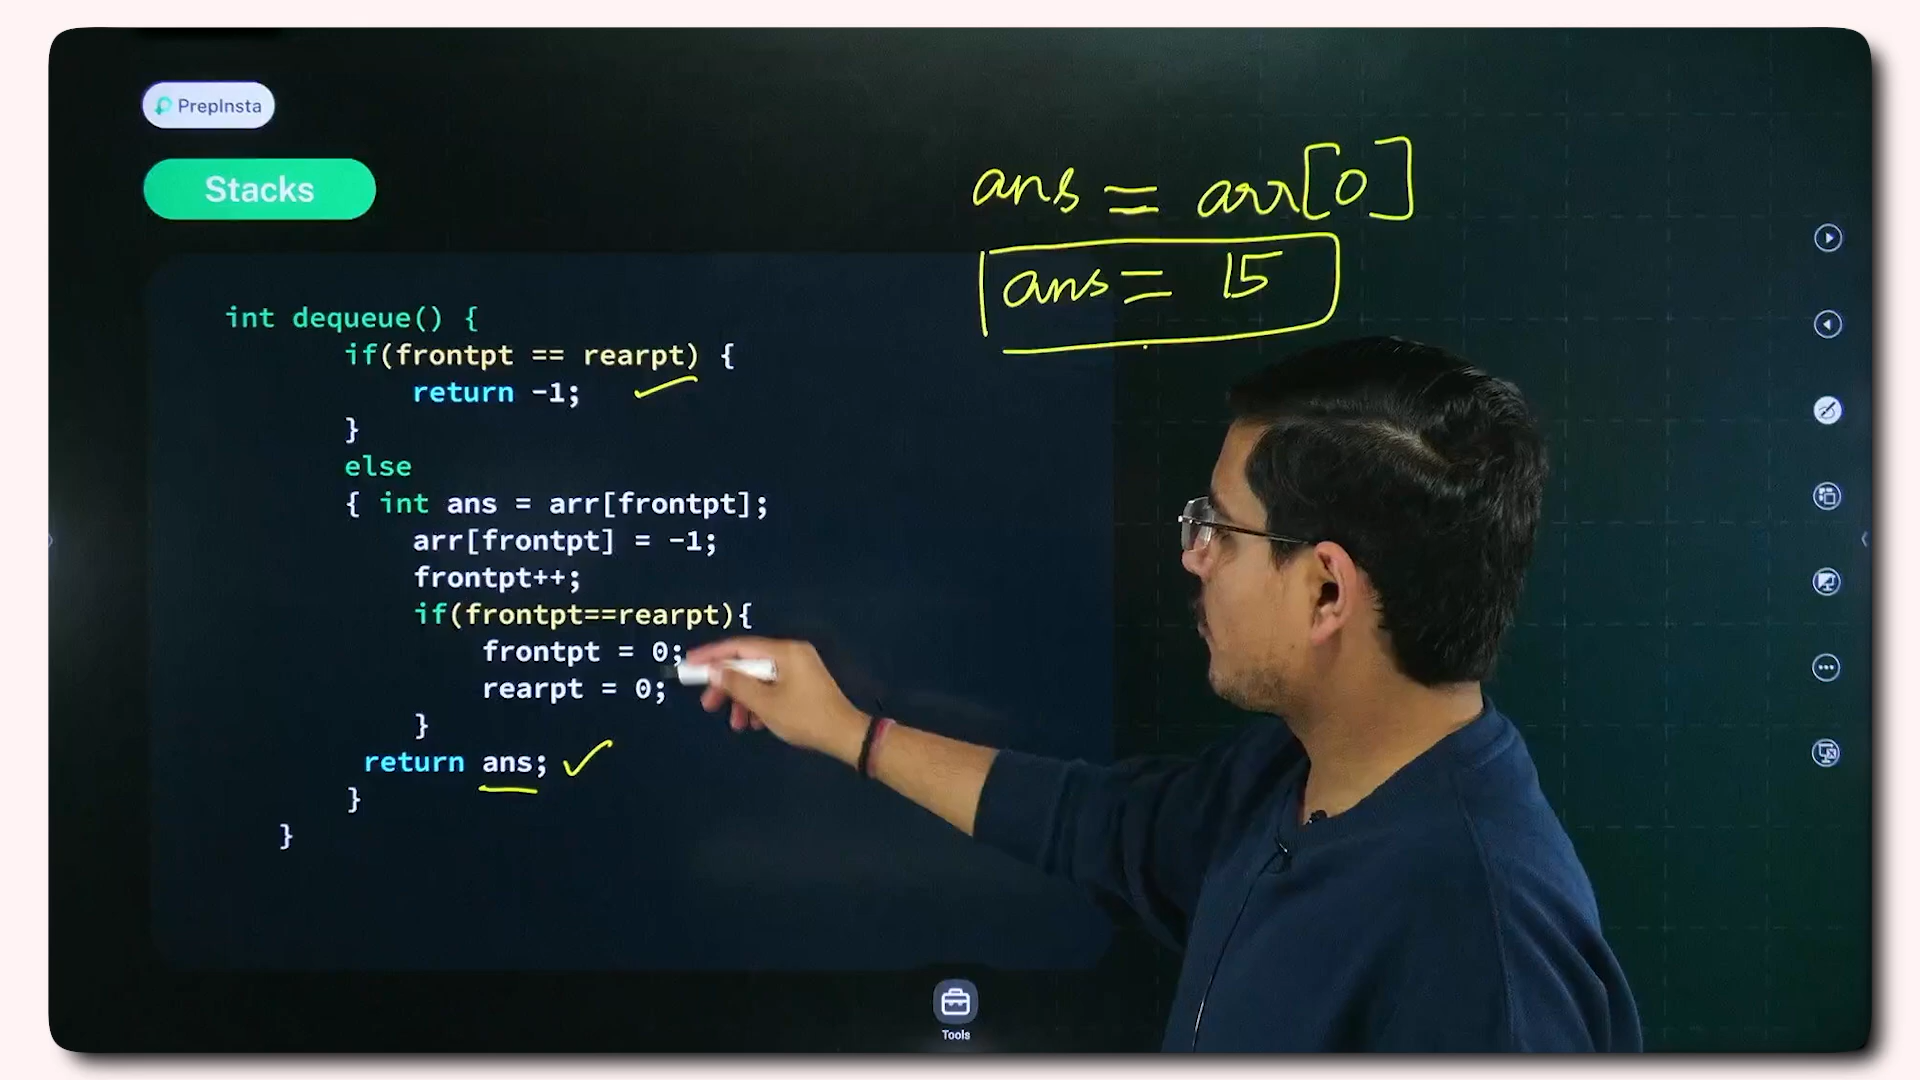 PrepInsta
Stacks
ans = arr[0]
ans = 15
int dequeue() {
if(frontpt == rearpt) {
return -1;
}
else
{ int ans = arr[frontpt];
arr[frontpt] = -1;
frontpt++;
if(frontpt==rearpt){
frontpt = 0;
rearpt = 0;
}
return ans;
}
}
Tools